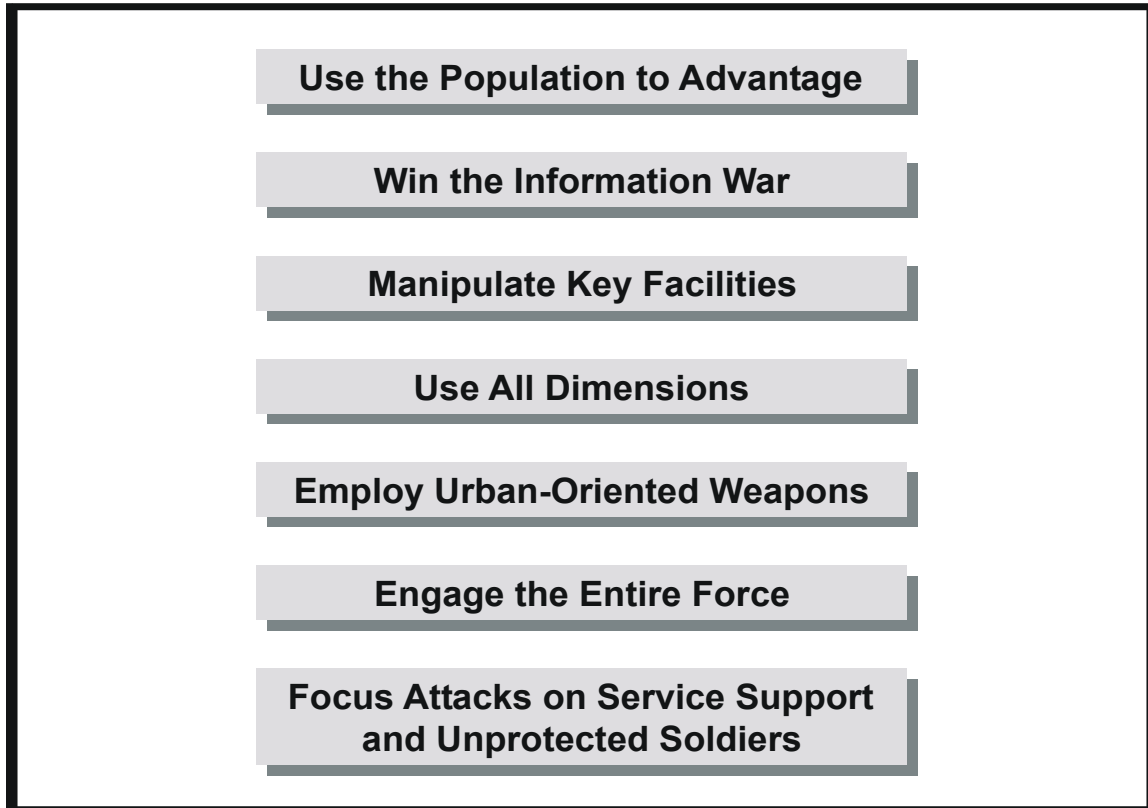 Use the Population to Advantage
Win the Information War
Manipulate Key Facilities
Use All Dimensions
Employ Urban-Oriented Weapons
Engage the Entire Force
Focus Attacks on Service Support
and Unprotected Soldiers